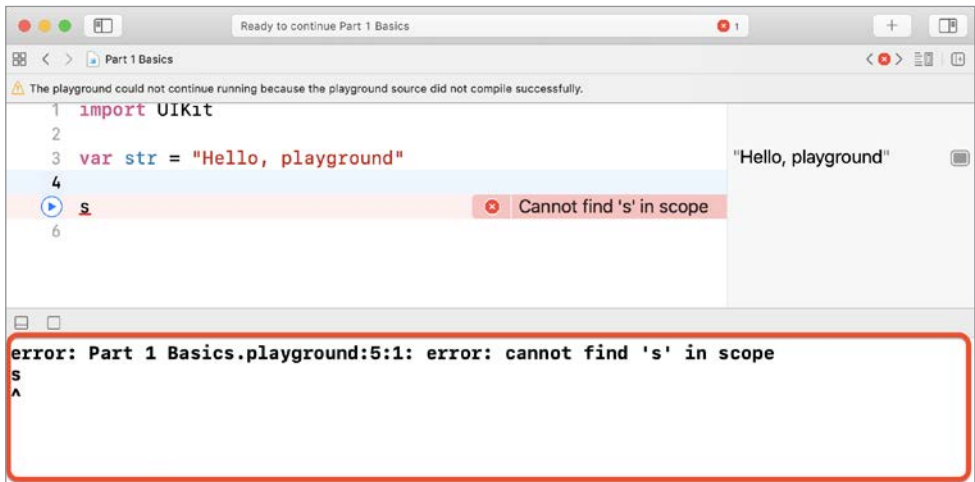 Ready to continue Part 1 Basics 1
Part 1 Basics
The playground could not continue running because the playground source did not compile successfully.
1 import UIKit
2
3 var str = "Hello, playground" "Hello, playground"
4
s Cannot find 's' in scope
6
error: Part 1 Basics.playground:5:1: error: cannot find 's' in scope
s
^